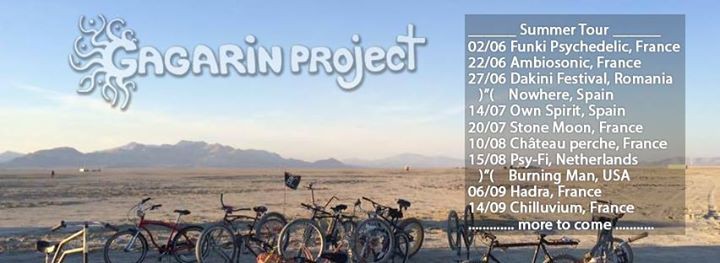 GAGARIN PROJECT
______ Summer Tour ______
02/06 Funki Psychedelic, France
22/06 Ambiosonic, France
27/06 Dakini Festival, Romania
)"( Nowhere, Spain
14/07 Own Spirit, Spain
20/07 Stone Moon, France
10/08 Château perche, France
15/08 Psy-Fi, Netherlands
)"( Burning Man, USA
06/09 Hadra, France
14/09 Chilluvium, France
............. more to come ...........